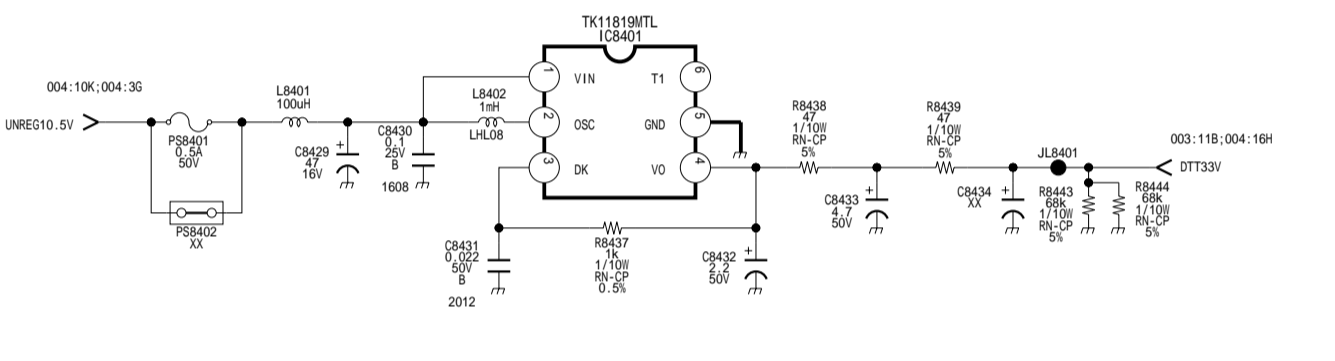 TK11819MTL
IC8401
004:10K;004:3G
UNREG10.5V
PS8401
0.5A
50V
PS8402
XX
L8401
100uH
C8429
47
16V
C8430
0.1
25V
B
1608
L8402
1mH
LHL08
1
VIN
2
OSC
3
DK
6
T1
5
GND
4
VO
C8431
0.022
50V
B
2012
R8437
1k
1/10W
RN-CP
0.5%
C8432
2.2
50V
R8438
47
1/10W
RN-CP
5%
C8433
4.7
50V
R8439
47
1/10W
RN-CP
5%
C8434
XX
JL8401
R8443
68k
1/10W
RN-CP
5%
R8444
68k
1/10W
RN-CP
5%
003:11B;004:16H
DTT33V